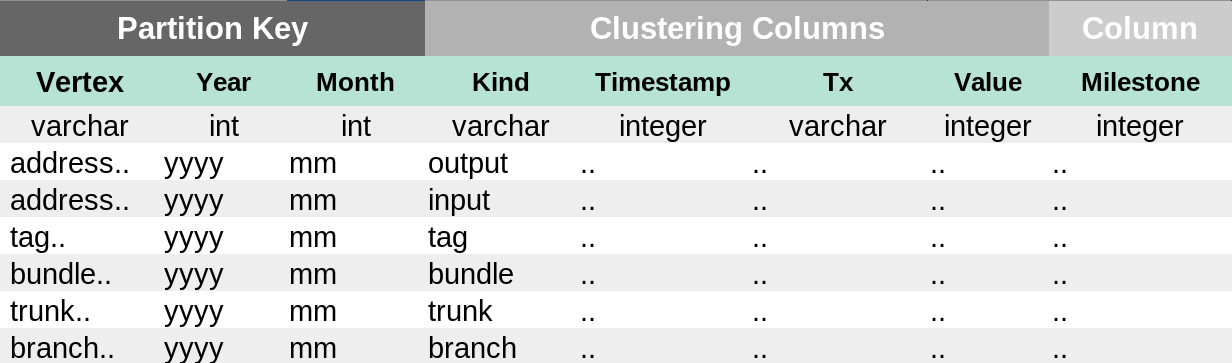 Partition Key Clustering Columns Column
Vertex Year Month Kind Timestamp Tx Value Milestone
varchar int int varchar integer varchar integer integer
address.. yyyy mm output .. .. .. ..
address.. yyyy mm input .. .. .. ..
tag.. yyyy mm tag .. .. .. ..
bundle.. yyyy mm bundle .. .. .. ..
trunk.. yyyy mm trunk .. .. .. ..
branch.. yyyy mm branch .. .. .. ..